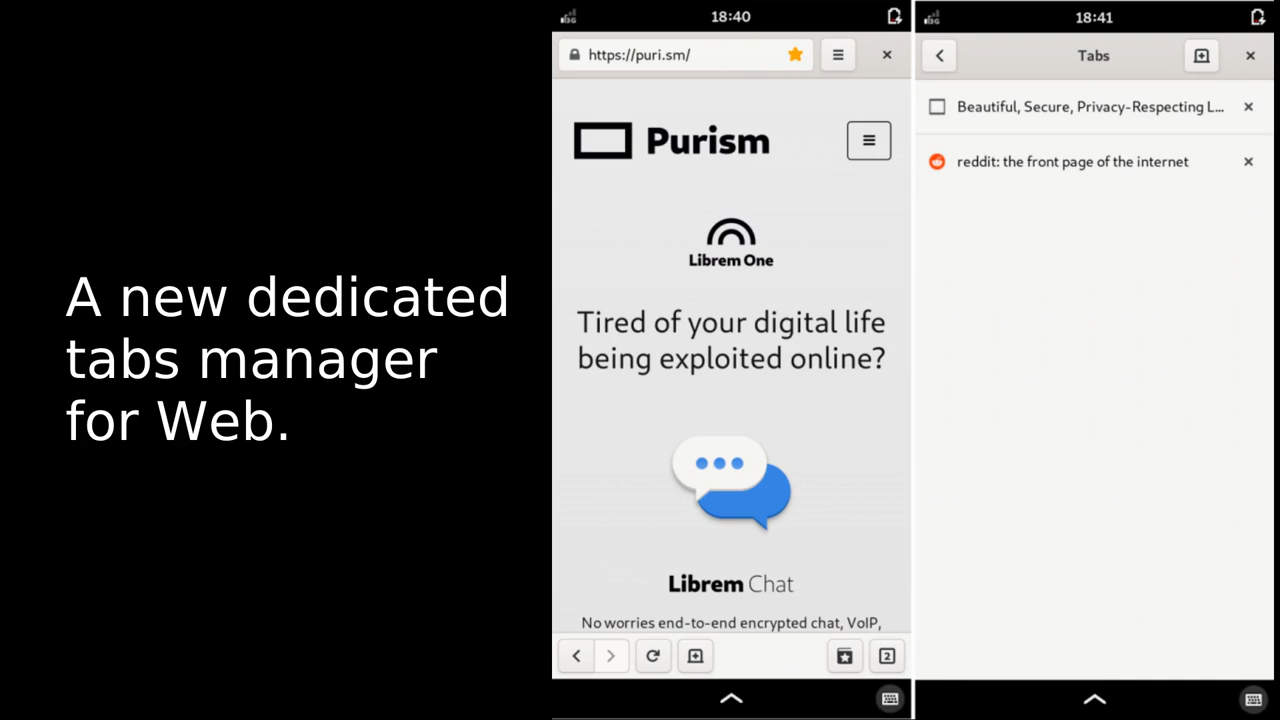 A new dedicated
tabs manager
for Web.
3G
18:40
https://puri.sm/
Purism
Librem One
Tired of your digital life
being exploited online?
Librem Chat
No worries end-to-end encrypted chat, VoIP,
2
3G
18:41
Tabs
Beautiful, Secure, Privacy-Respecting L...
reddit: the front page of the internet